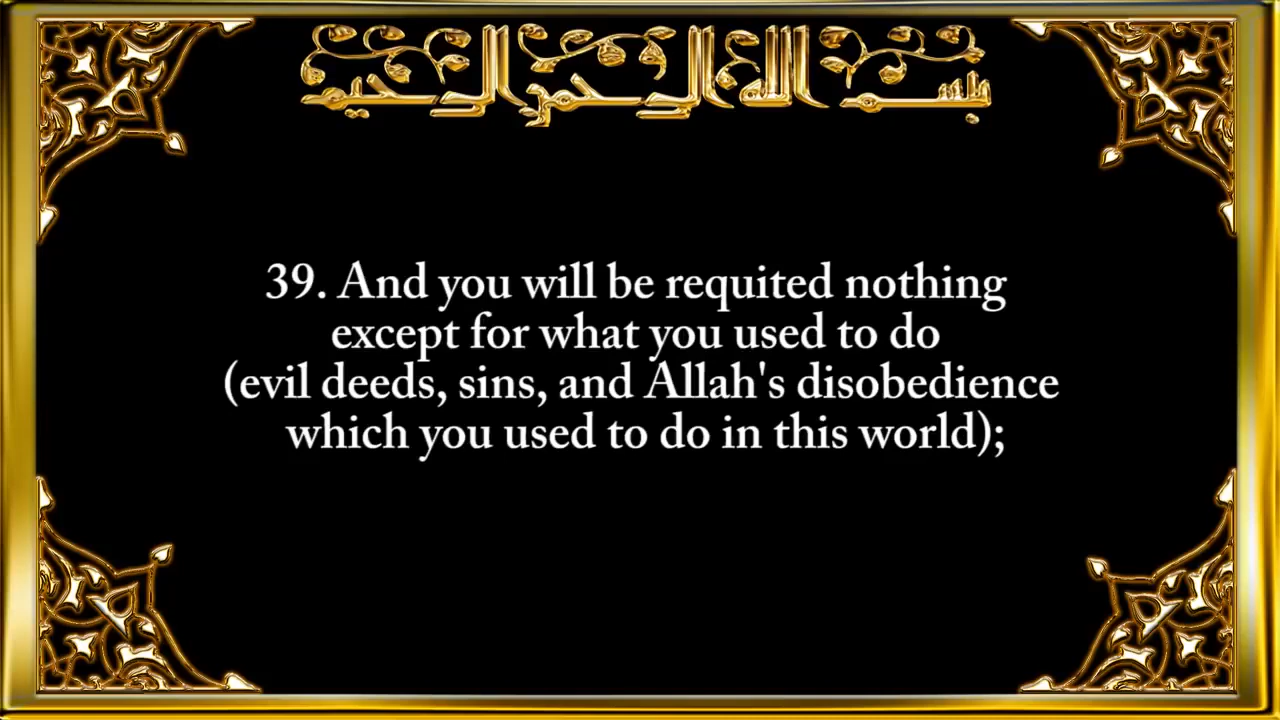 بسم الله الرحمن الرحيم
39. And you will be requited nothing
except for what you used to do
(evil deeds, sins, and Allah's disobedience
which you used to do in this world);